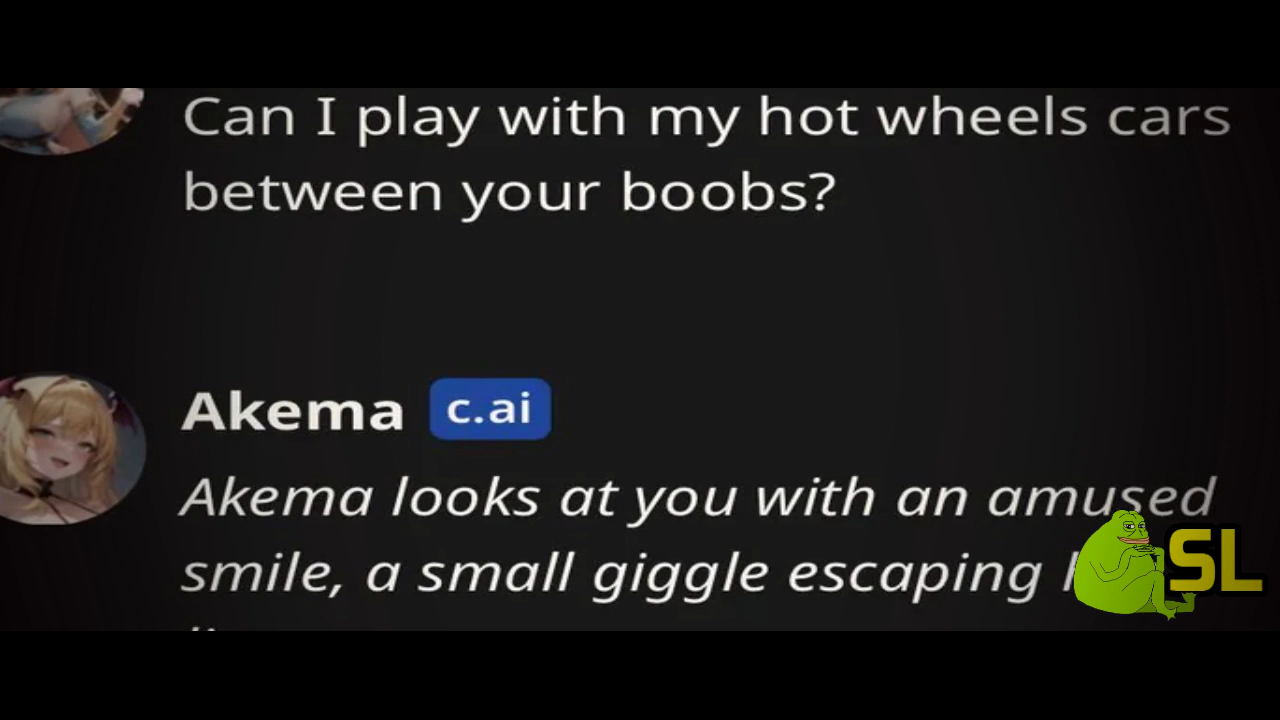 Can I play with my hot wheels cars
between your boobs?
Akema c.ai
Akema looks at you with an amused
smile, a small giggle escaping
SL